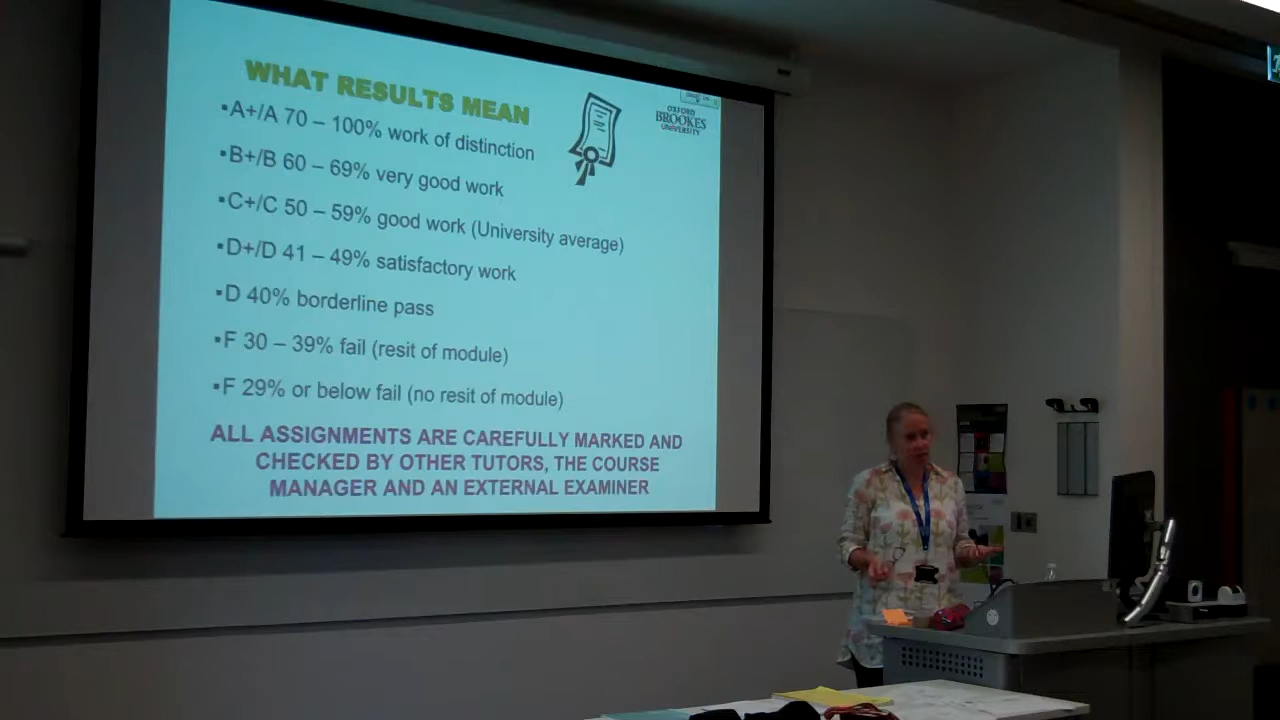 WHAT RESULTS MEAN
OXFORD
BROOKES
UNIVERSITY
▪A+/A 70 – 100% work of distinction
▪B+/B 60 – 69% very good work
▪C+/C 50 – 59% good work (University average)
▪D+/D 41 – 49% satisfactory work
▪D 40% borderline pass
▪F 30 – 39% fail (resit of module)
▪F 29% or below fail (no resit of module)
ALL ASSIGNMENTS ARE CAREFULLY MARKED AND
CHECKED BY OTHER TUTORS, THE COURSE
MANAGER AND AN EXTERNAL EXAMINER